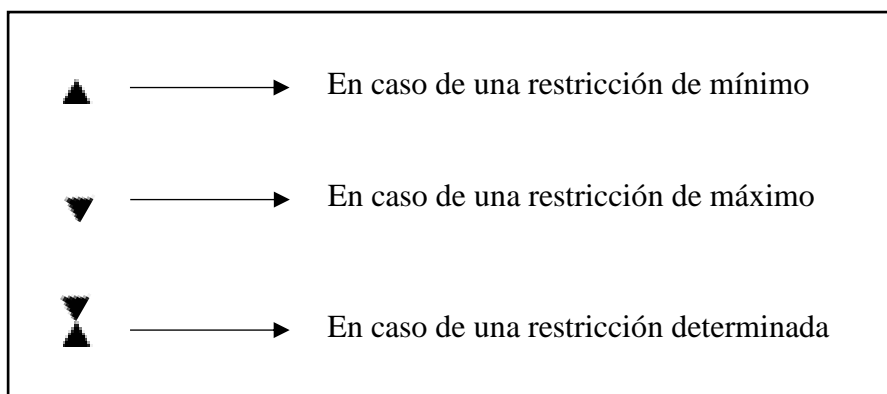 En caso de una restricción de mínimo
En caso de una restricción de máximo
En caso de una restricción determinada